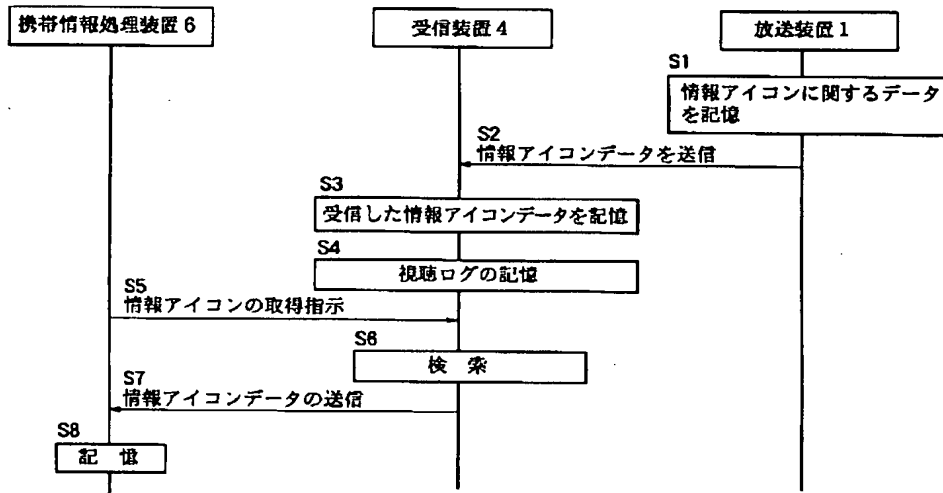 携帯情報処理装置6
受信装置4
放送装置1
S1
情報アイコンに関するデータ
を記憶
S2
情報アイコンデータを送信
S3
受信した情報アイコンデータを記憶
S4
視聴ログの記憶
S5
情報アイコンの取得指示
S6
検 索
S7
情報アイコンデータの送信
S8
記 憶